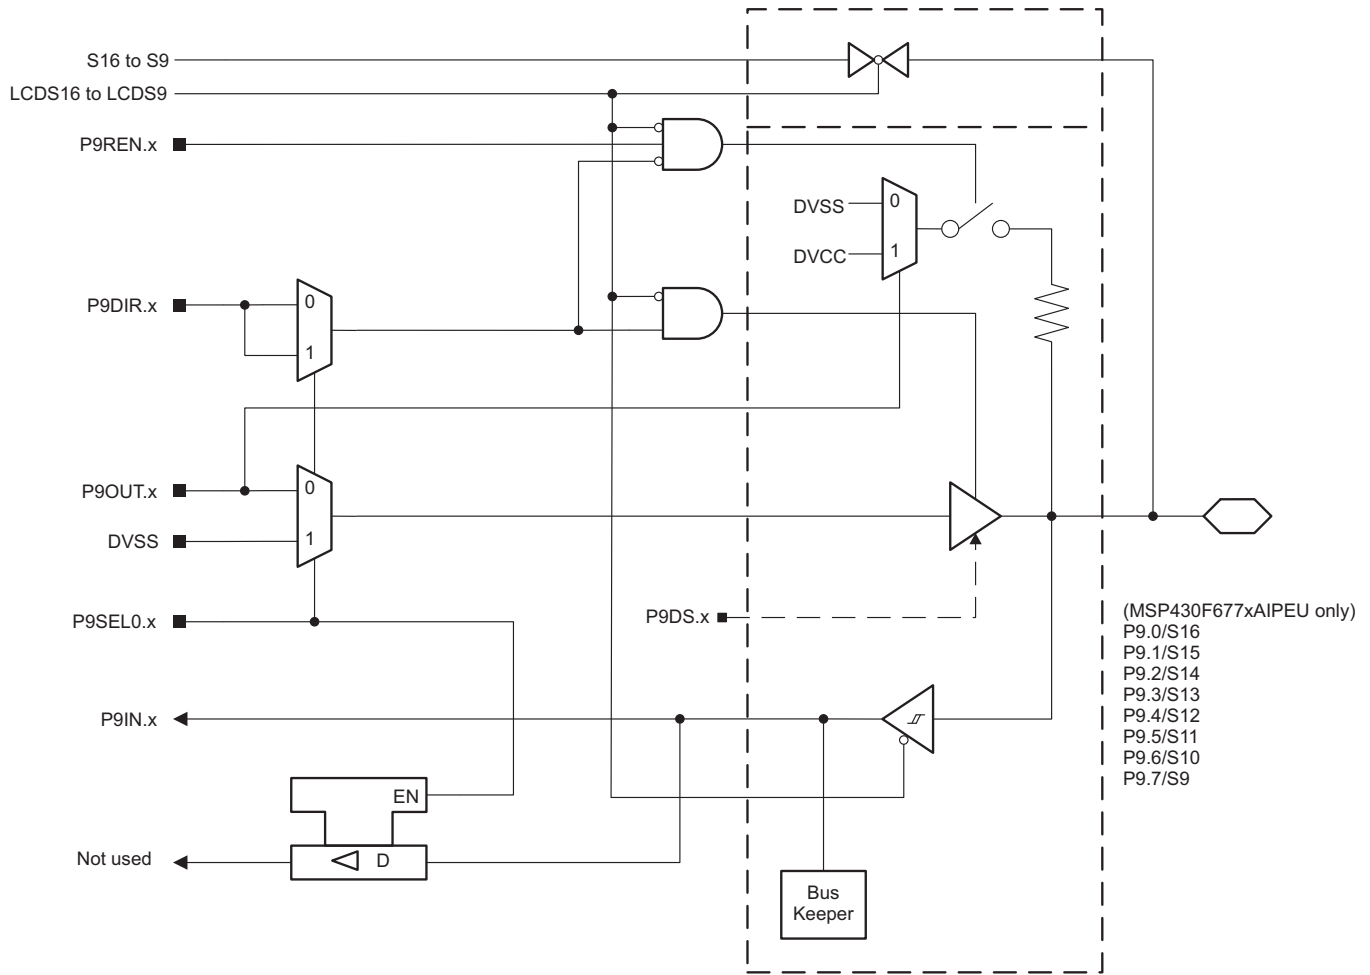 S16 to S9
LCDS16 to LCDS9
P9REN.x
DVSS
0
DVCC
1
P9DIR.x
0
1
P9OUT.x
0
DVSS
1
P9SEL0.x
P9DS.x
(MSP430F677xAIPEU only)
P9.0/S16
P9.1/S15
P9.2/S14
P9.3/S13
P9.4/S12
P9.5/S11
P9.6/S10
P9.7/S9
P9IN.x
EN
Not used
D
Bus
Keeper